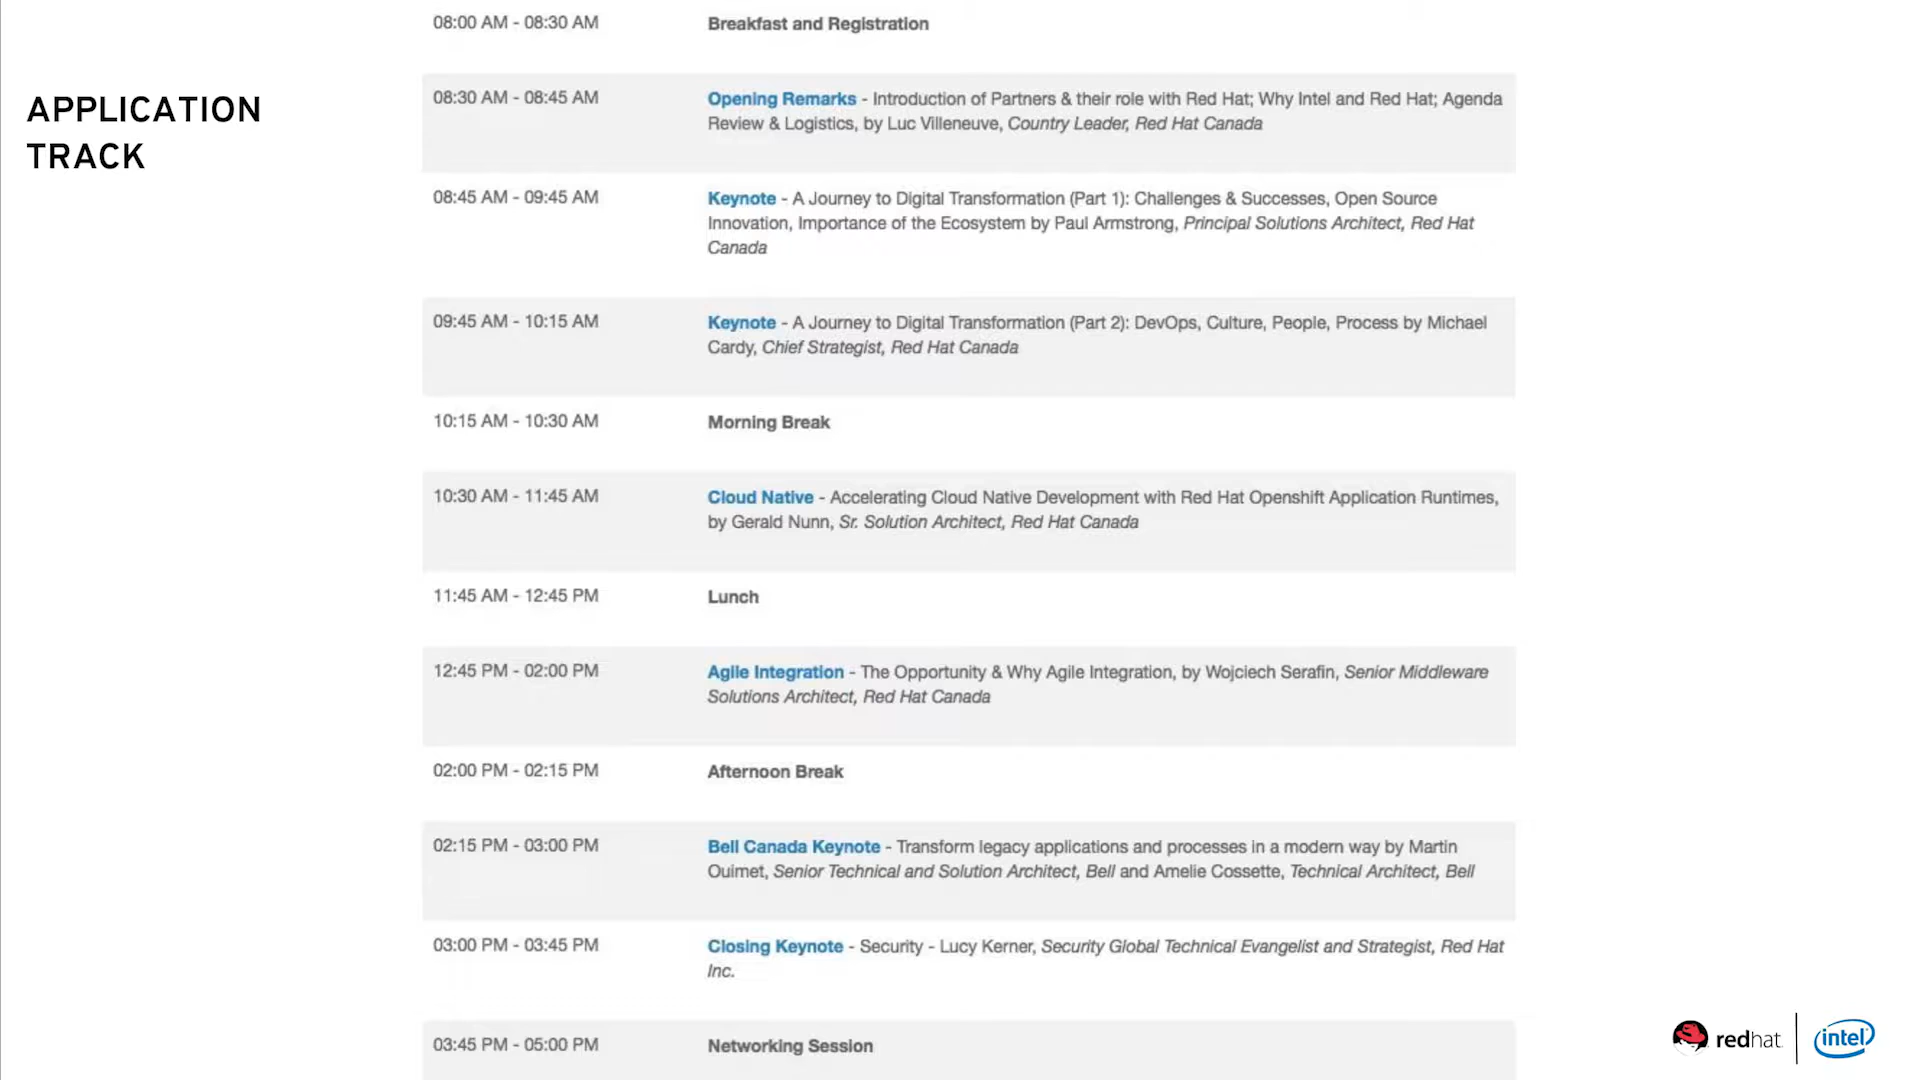 APPLICATION
TRACK
08:00 AM - 08:30 AM
Breakfast and Registration
08:30 AM - 08:45 AM
Opening Remarks - Introduction of Partners & their role with Red Hat; Why Intel and Red Hat; Agenda
Review & Logistics, by Luc Villeneuve, Country Leader, Red Hat Canada
08:45 AM - 09:45 AM
Keynote - A Journey to Digital Transformation (Part 1): Challenges & Successes, Open Source
Innovation, Importance of the Ecosystem by Paul Armstrong, Principal Solutions Architect, Red Hat
Canada
09:45 AM - 10:15 AM
Keynote - A Journey to Digital Transformation (Part 2): DevOps, Culture, People, Process by Michael
Cardy, Chief Strategist, Red Hat Canada
10:15 AM - 10:30 AM
Morning Break
10:30 AM - 11:45 AM
Cloud Native - Accelerating Cloud Native Development with Red Hat Openshift Application Runtimes,
by Gerald Nunn, Sr. Solution Architect, Red Hat Canada
11:45 AM - 12:45 PM
Lunch
12:45 PM - 02:00 PM
Agile Integration - The Opportunity & Why Agile Integration, by Wojciech Serafin, Senior Middleware
Solutions Architect, Red Hat Canada
02:00 PM - 02:15 PM
Afternoon Break
02:15 PM - 03:00 PM
Bell Canada Keynote - Transform legacy applications and processes in a modern way by Martin
Ouimet, Senior Technical and Solution Architect, Bell and Amelie Cossette, Technical Architect, Bell
03:00 PM - 03:45 PM
Closing Keynote - Security - Lucy Kerner, Security Global Technical Evangelist and Strategist, Red Hat
Inc.
03:45 PM - 05:00 PM
Networking Session
redhat
intel